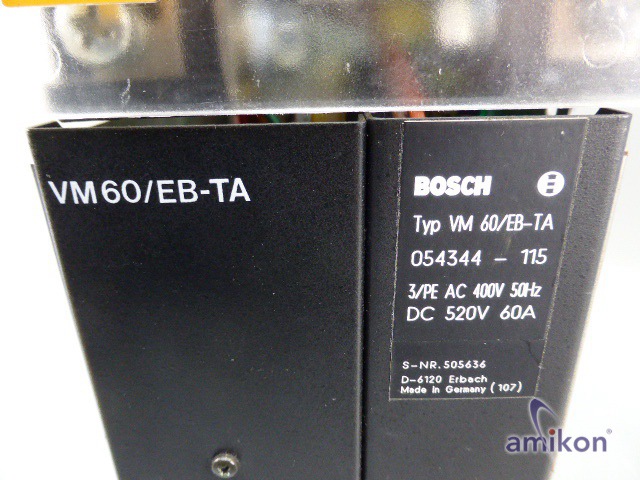 VM60/EB-TA
BOSCH
Typ VM 60/EB-TA
054344 - 115
3/PE AC 400V 50Hz
DC 520V 60A
S-NR. 505636
D-6120 Erbach
Made in Germany (107)
amikon